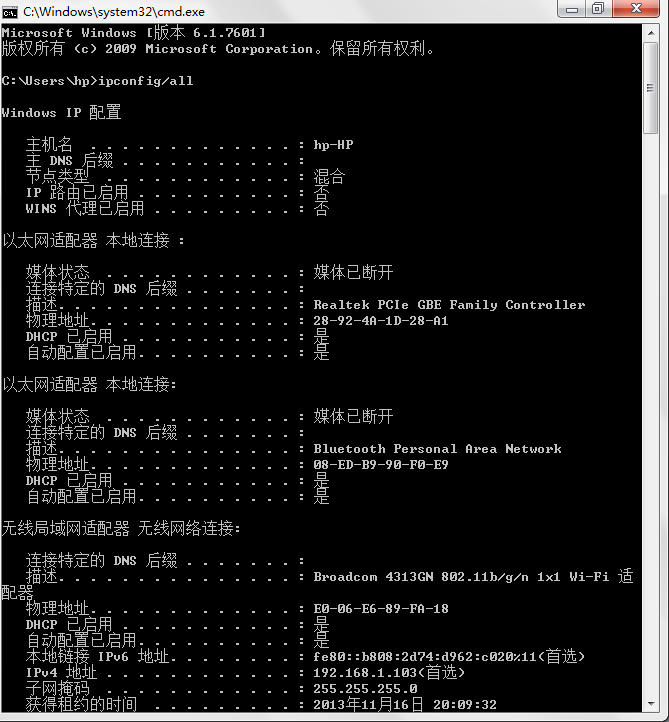 C:\Windows\system32\cmd.exe
Microsoft Windows [版本 6.1.7601]
版权所有 (c) 2009 Microsoft Corporation。保留所有权利。
C:\Users\hp>ipconfig/all
Windows IP 配置
主机名 . . . . . . . . . . . . . : hp-HP
主 DNS 后缀 . . . . . . . . . . . :
节点类型 . . . . . . . . . . . . : 混合
IP 路由已启用 . . . . . . . . . . : 否
WINS 代理已启用 . . . . . . . . . : 否
以太网适配器 本地连接 :
媒体状态 . . . . . . . . . . . . : 媒体已断开
连接特定的 DNS 后缀 . . . . . . . :
描述. . . . . . . . . . . . . . . : Realtek PCIe GBE Family Controller
物理地址. . . . . . . . . . . . . : 28-92-4A-1D-28-A1
DHCP 已启用 . . . . . . . . . . . : 是
自动配置已启用. . . . . . . . . . : 是
以太网适配器 本地连接:
媒体状态 . . . . . . . . . . . . : 媒体已断开
连接特定的 DNS 后缀 . . . . . . . :
描述. . . . . . . . . . . . . . . : Bluetooth Personal Area Network
物理地址. . . . . . . . . . . . . : 08-ED-B9-90-F0-E9
DHCP 已启用 . . . . . . . . . . . : 是
自动配置已启用. . . . . . . . . . : 是
无线局域网适配器 无线网络连接:
连接特定的 DNS 后缀 . . . . . . . :
描述. . . . . . . . . . . . . . . : Broadcom 4313GN 802.11b/g/n 1x1 Wi-Fi 适
配器
物理地址. . . . . . . . . . . . . : E0-06-E6-89-FA-18
DHCP 已启用 . . . . . . . . . . . : 是
自动配置已启用. . . . . . . . . . : 是
本地链接 IPv6 地址. . . . . . . . : fe80::b808:2d74:d962:c020%11(首选)
IPv4 地址 . . . . . . . . . . . . : 192.168.1.103(首选)
子网掩码 . . . . . . . . . . . . : 255.255.255.0
获得租约的时间 . . . . . . . . . : 2013年11月16日 20:09:32